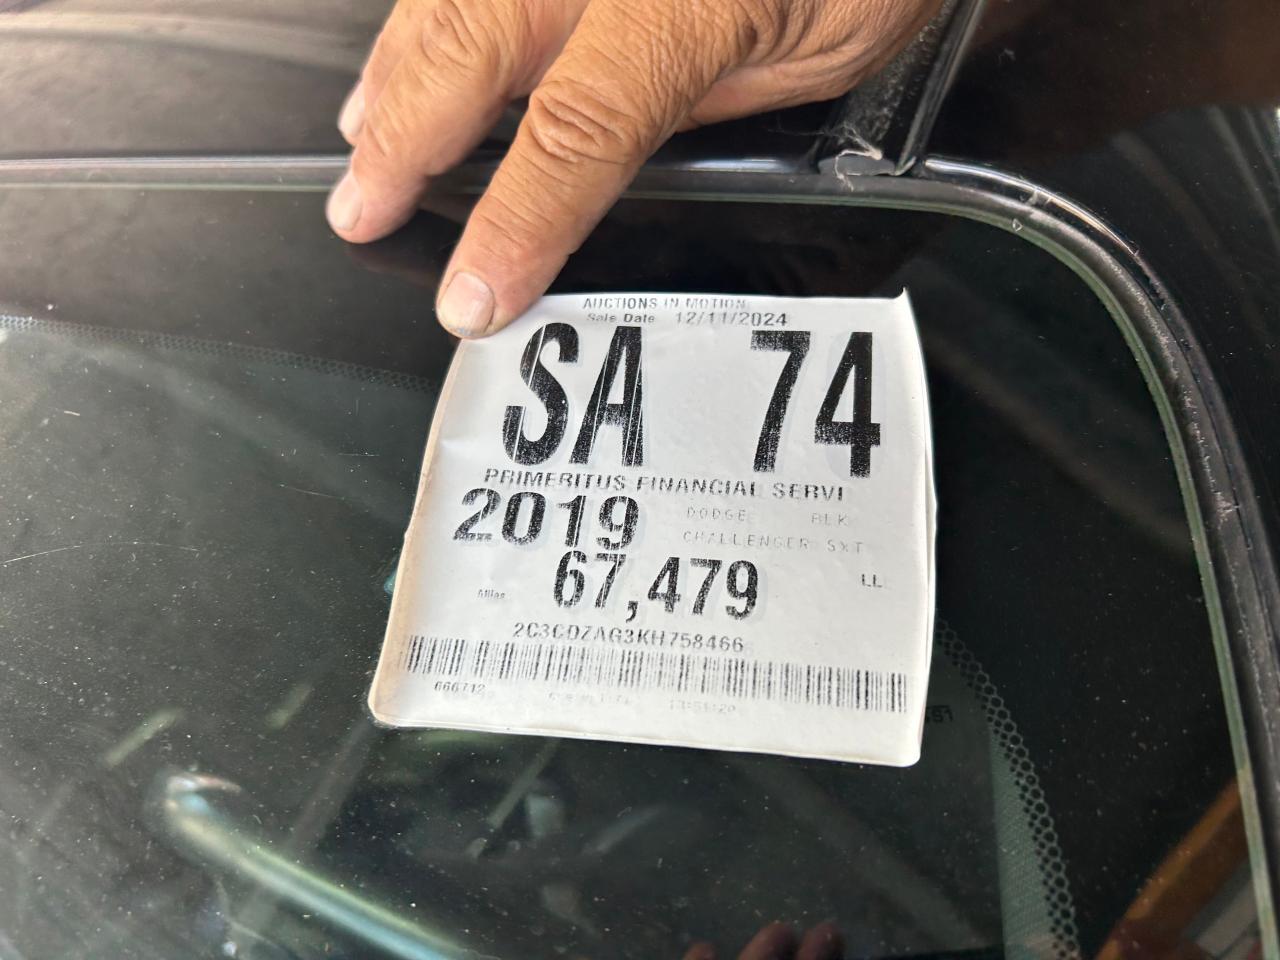 AUCTIONS IN MOTION
Sale Date 12/11/2024
SA 74
PRIMERITUS FINANCIAL SERVI
2019 DODGE BLK
CHALLENGER SXT
Miles 67,479 LL
2C3CDZAG3KH758466
666712